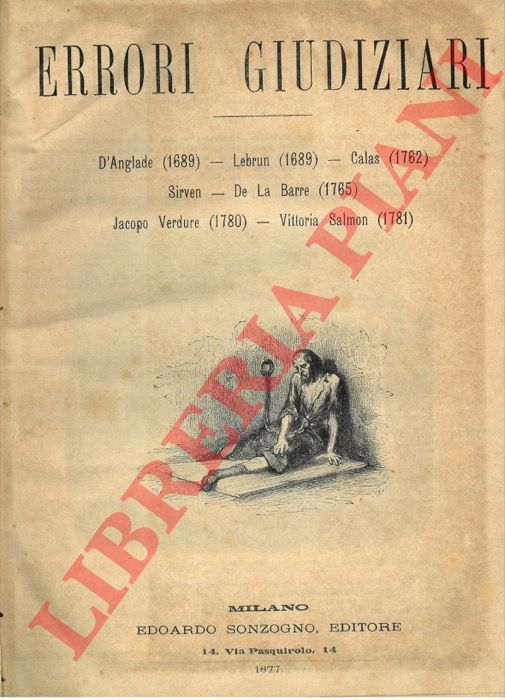 ERRORI GIUDIZIARI
D'Anglade (1689) — Lebrun (1689) — Calas (1762)
Sirven — De La Barre (1765)
Jacopo Verdure (1780) — Vittoria Salmon (1781)
LIBRERIA PIANI
MILANO
EDOARDO SONZOGNO, EDITORE
14. Via Pasquirolo. 14
1877.